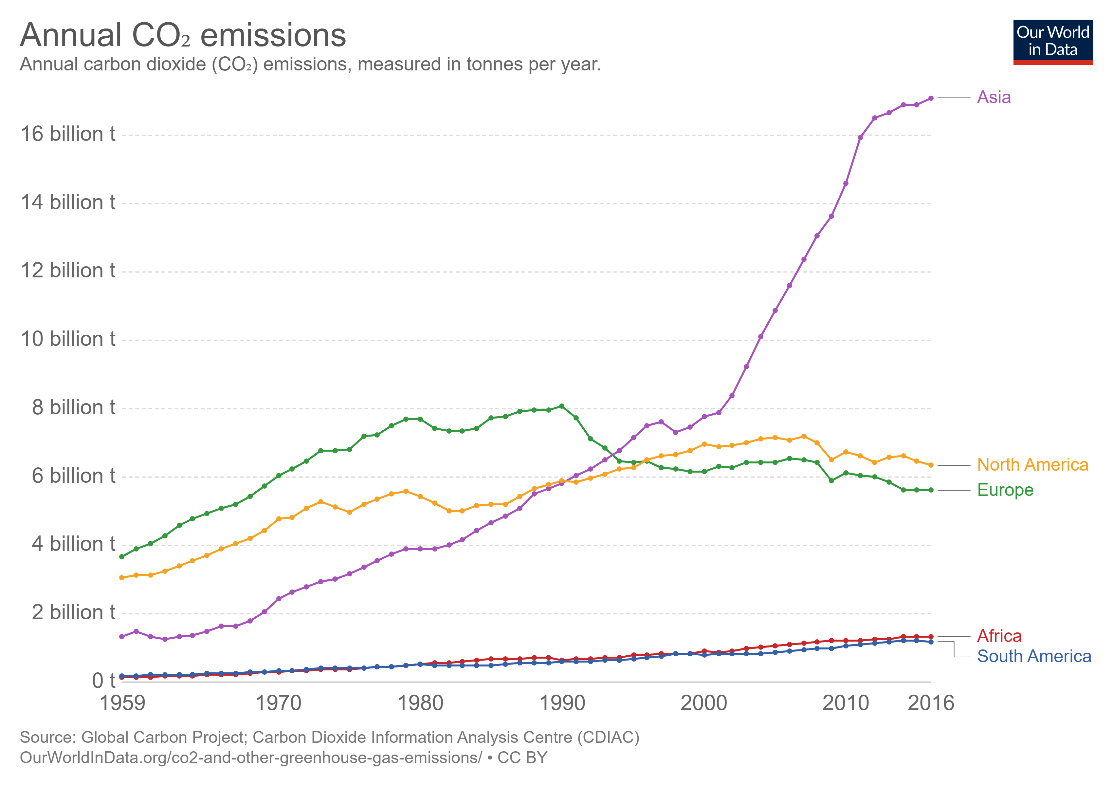 Annual CO₂ emissions
Annual carbon dioxide (CO₂) emissions, measured in tonnes per year.
Our World
in Data
Asia
16 billion t
14 billion t
12 billion t
10 billion t
8 billion t
6 billion t
North America
Europe
4 billion t
2 billion t
Africa
South America
0 t
1959 1970 1980 1990 2000 2010 2016
Source: Global Carbon Project; Carbon Dioxide Information Analysis Centre (CDIAC)
OurWorldInData.org/co2-and-other-greenhouse-gas-emissions/ • CC BY